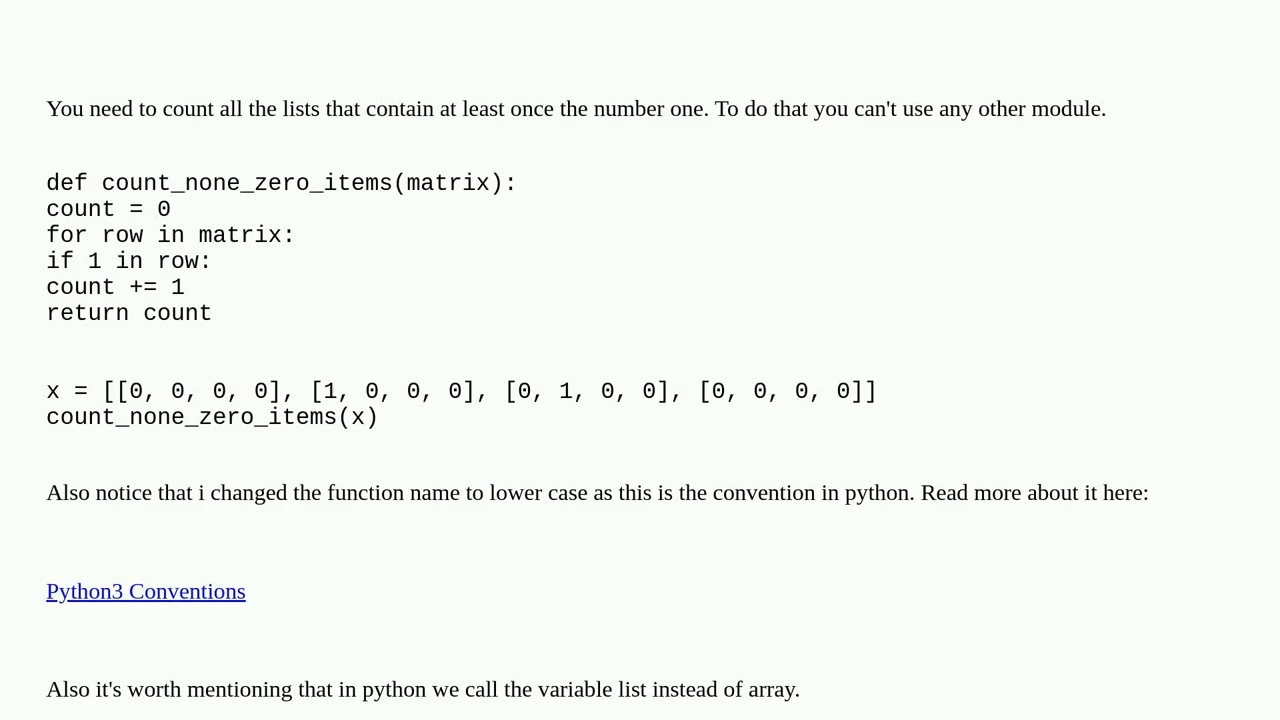 You need to count all the lists that contain at least once the number one. To do that you can't use any other module.
def count_none_zero_items(matrix):
count = 0
for row in matrix:
if 1 in row:
count += 1
return count
x = [[0, 0, 0, 0], [1, 0, 0, 0], [0, 1, 0, 0], [0, 0, 0, 0]]
count_none_zero_items(x)
Also notice that i changed the function name to lower case as this is the convention in python. Read more about it here:
Python3 Conventions
Also it's worth mentioning that in python we call the variable list instead of array.